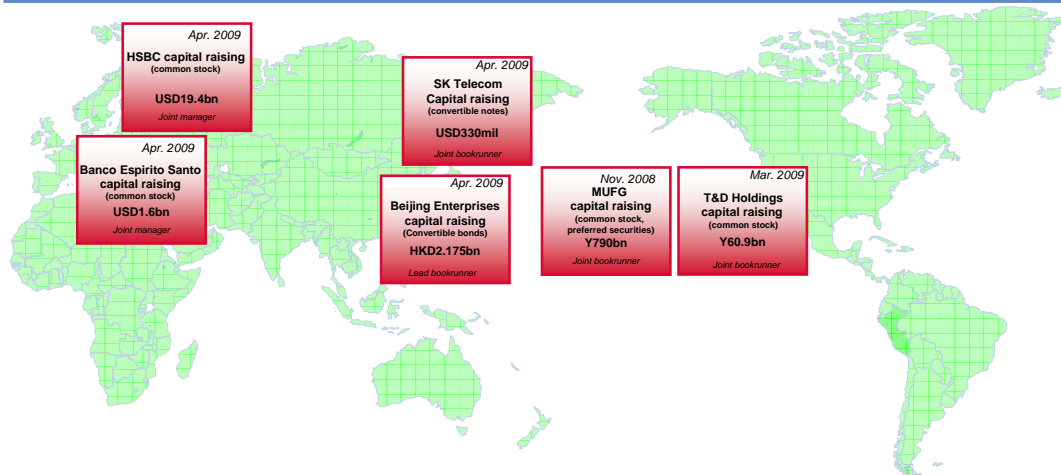 Apr. 2009
HSBC capital raising
(common stock)
USD19.4bn
Joint manager
Apr. 2009
Banco Espirito Santo
capital raising
(common stock)
USD1.6bn
Joint manager
Apr. 2009
SK Telecom
Capital raising
(convertible notes)
USD330mil
Joint bookrunner
Apr. 2009
Beijing Enterprises
capital raising
(Convertible bonds)
HKD2.175bn
Lead bookrunner
Nov. 2008
MUFG
capital raising
(common stock,
preferred securities)
Y790bn
Joint bookrunner
Mar. 2009
T&D Holdings
capital raising
(common stock)
Y60.9bn
Joint bookrunner